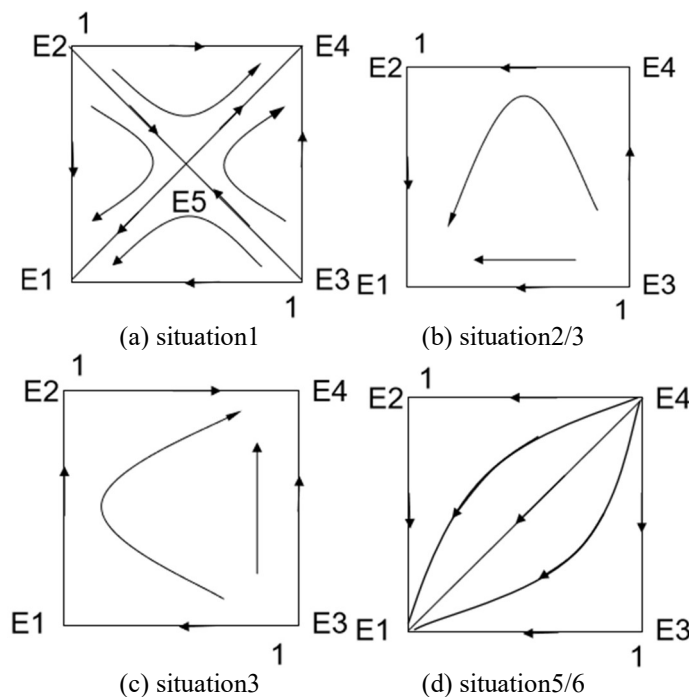 1 1
E2 E4 E2 E4
E5
E1 E3 E1 E3
1 1
(a) situation1 (b) situation2/3
1 1
E2 E4 E2 E4
E1 E3 E1 E3
1 1
(c) situation3 (d) situation5/6